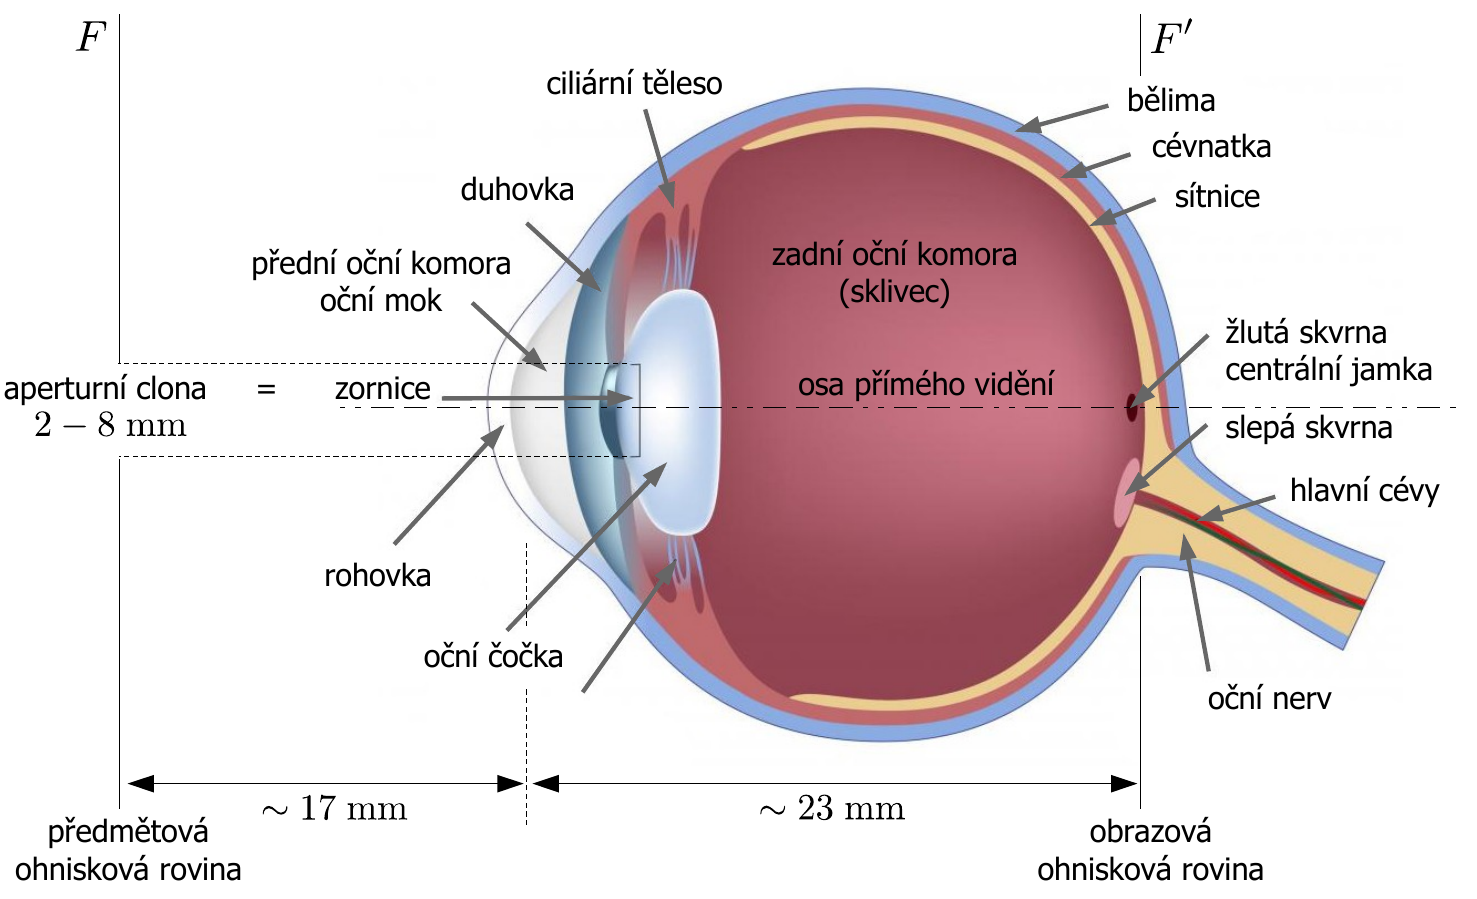 F
F′
ciliární těleso
bělima
cévnatka
duhovka
sítnice
přední oční komora
oční mok
zadní oční komora
(sklivec)
žlutá skvrna
centrální jamka
aperturní clona = zornice
2 – 8 mm
osa přímého vidění
slepá skvrna
hlavní cévy
rohovka
oční čočka
oční nerv
~ 17 mm
~ 23 mm
předmětová
ohnisková rovina
obrazová
ohnisková rovina